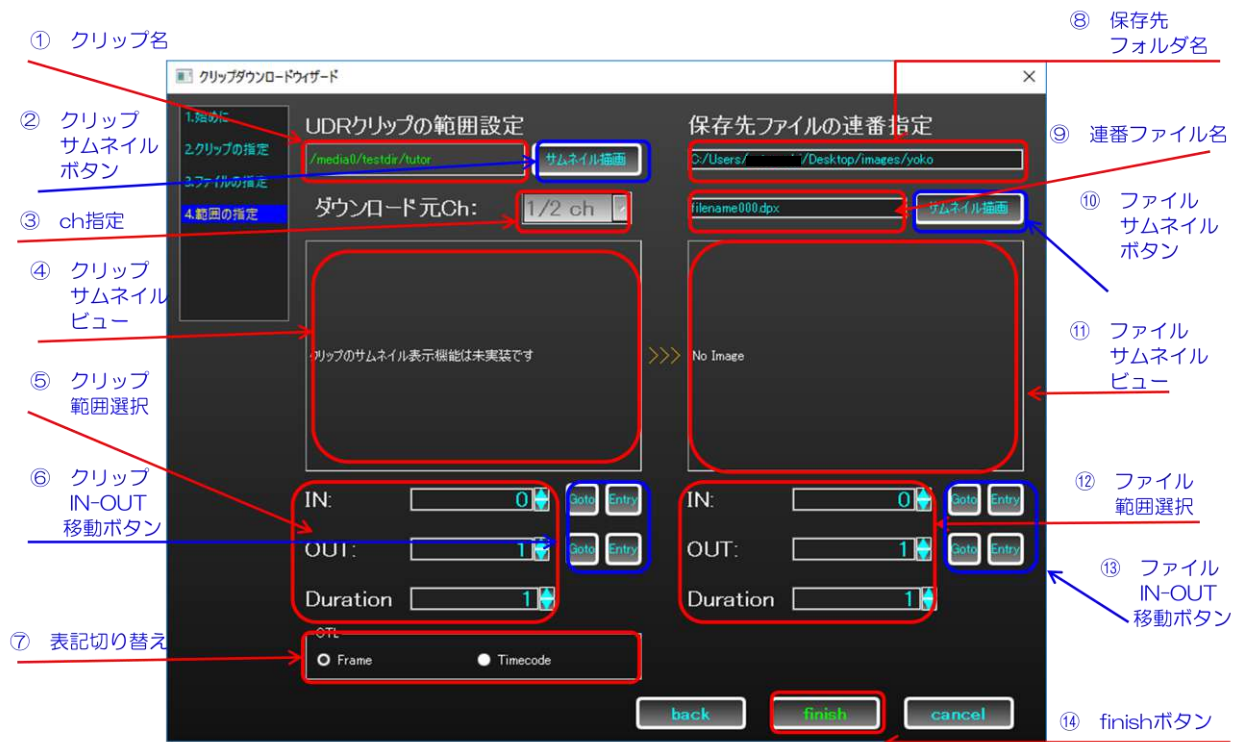 ① クリップ名
⑧ 保存先
フォルダ名
クリップダウンロードウィザード
×
② クリップ
サムネイル
ボタン
1.始めに
2.クリップの指定
3.ファイルの指定
4.範囲の指定
UDRクリップの範囲設定
/media0/testdir/tutor
サムネイル描画
保存先ファイルの連番指定
C:/Users/ /Desktop/images/yoko
⑨ 連番ファイル名
③ ch指定
ダウンロード元Ch:
1/2 ch
filename000.dpx
サムネイル描画
⑩ ファイル
サムネイル
ボタン
④ クリップ
サムネイル
ビュー
クリップのサムネイル表示機能は未実装です
>>>
No Image
⑪ ファイル
サムネイル
ビュー
⑤ クリップ
範囲選択
⑥ クリップ
IN-OUT
移動ボタン
IN: 0 Goto Entry
OUT: 1 Goto Entry
Duration 1
IN: 0 Goto Entry
OUT: 1 Goto Entry
Duration 1
⑫ ファイル
範囲選択
⑬ ファイル
IN-OUT
移動ボタン
⑦ 表記切り替え
Frame
Timecode
back
finish
cancel
⑭ finishボタン